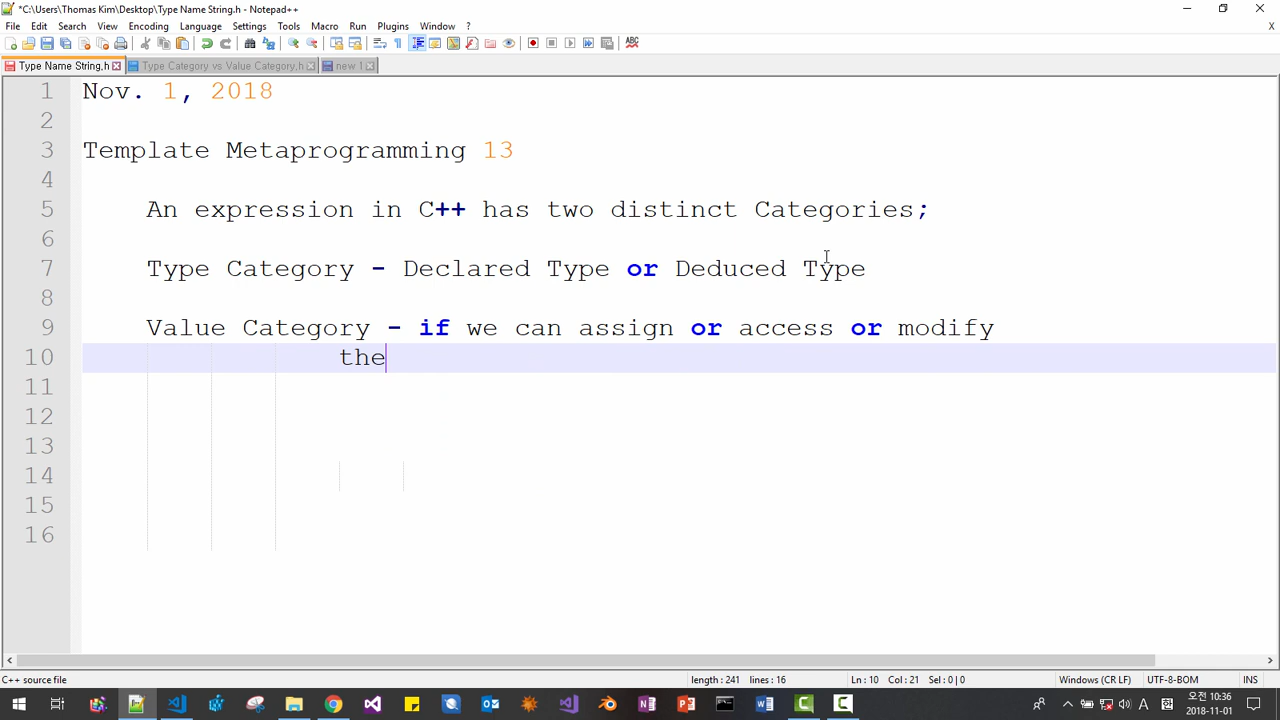 *C:\Users\Thomas Kim\Desktop\Type Name String.h - Notepad++
File Edit Search View Encoding Language Settings Tools Macro Run Plugins Window ?
X
Type Name String.h Type Category vs Value Category.h new 1
1 Nov. 1, 2018
2
3 Template Metaprogramming 13
4
5 An expression in C++ has two distinct Categories;
6
7 Type Category - Declared Type or Deduced Type
8
9 Value Category - if we can assign or access or modify
10 the
11
12
13
14
15
16
C++ source file length : 241 lines : 16 Ln : 10 Col : 21 Sel : 0 | 0 Windows (CR LF) UTF-8-BOM INS
오전 10:36
2018-11-01